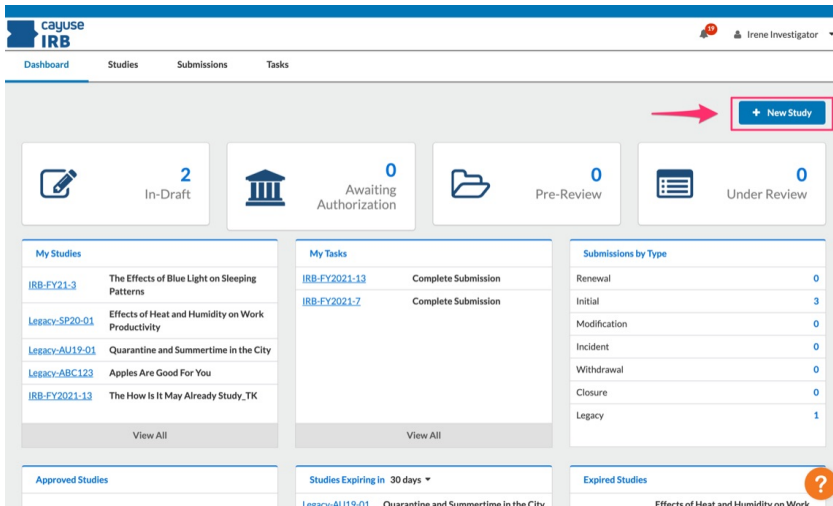 cayuse
IRB
19
Irene Investigator
Dashboard Studies Submissions Tasks
+ New Study
2
In-Draft
0
Awaiting
Authorization
0
Pre-Review
0
Under Review
My Studies
IRB-FY21-3 The Effects of Blue Light on Sleeping
Patterns
Legacy-SP20-01 Effects of Heat and Humidity on Work
Productivity
Legacy-AU19-01 Quarantine and Summertime in the City
Legacy-ABC123 Apples Are Good For You
IRB-FY2021-13 The How Is It May Already Study_TK
View All
My Tasks
IRB-FY2021-13 Complete Submission
IRB-FY2021-7 Complete Submission
View All
Submissions by Type
Renewal 0
Initial 3
Modification 0
Incident 0
Withdrawal 0
Closure 0
Legacy 1
Approved Studies
Studies Expiring in 30 days
Legacy-AU19-01 Quarantine and Summertime in the City
Expired Studies
Effects of Heat and Humidity on Work
?